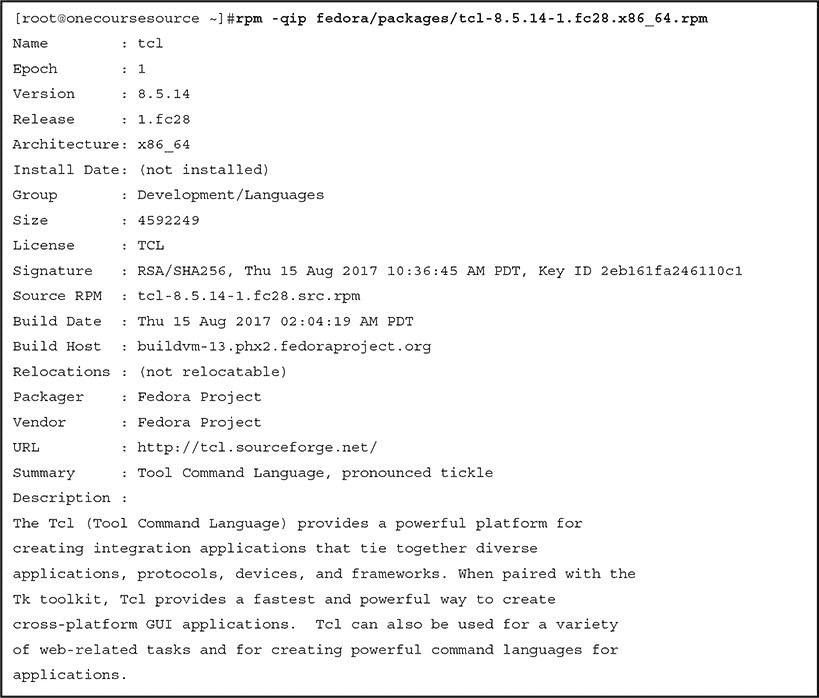 [root@onecoursesource ~]#rpm -qip fedora/packages/tcl-8.5.14-1.fc28.x86_64.rpm
Name        : tcl
Epoch       : 1
Version     : 8.5.14
Release     : 1.fc28
Architecture: x86_64
Install Date: (not installed)
Group       : Development/Languages
Size        : 4592249
License     : TCL
Signature   : RSA/SHA256, Thu 15 Aug 2017 10:36:45 AM PDT, Key ID 2eb161fa246110c1
Source RPM  : tcl-8.5.14-1.fc28.src.rpm
Build Date  : Thu 15 Aug 2017 02:04:19 AM PDT
Build Host  : buildvm-13.phx2.fedoraproject.org
Relocations : (not relocatable)
Packager    : Fedora Project
Vendor      : Fedora Project
URL         : http://tcl.sourceforge.net/
Summary     : Tool Command Language, pronounced tickle
Description :
The Tcl (Tool Command Language) provides a powerful platform for
creating integration applications that tie together diverse
applications, protocols, devices, and frameworks. When paired with the
Tk toolkit, Tcl provides a fastest and powerful way to create
cross-platform GUI applications.  Tcl can also be used for a variety
of web-related tasks and for creating powerful command languages for
applications.